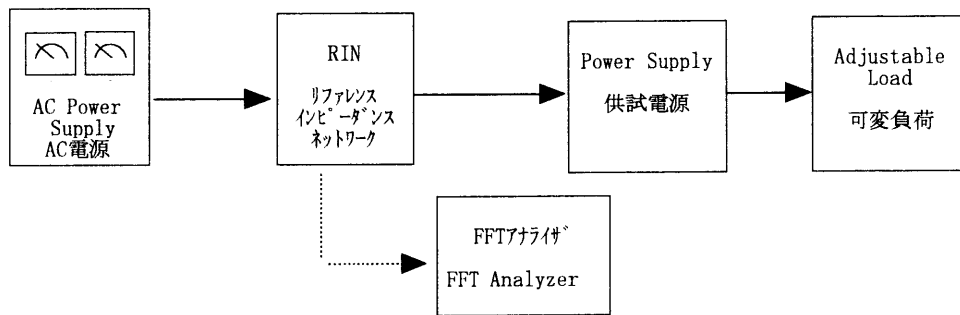 AC Power
Supply
AC電源
RIN
リファレンス
インピーダンス
ネットワーク
Power Supply
供試電源
Adjustable
Load
可変負荷
FFTアナライザ
FFT Analyzer